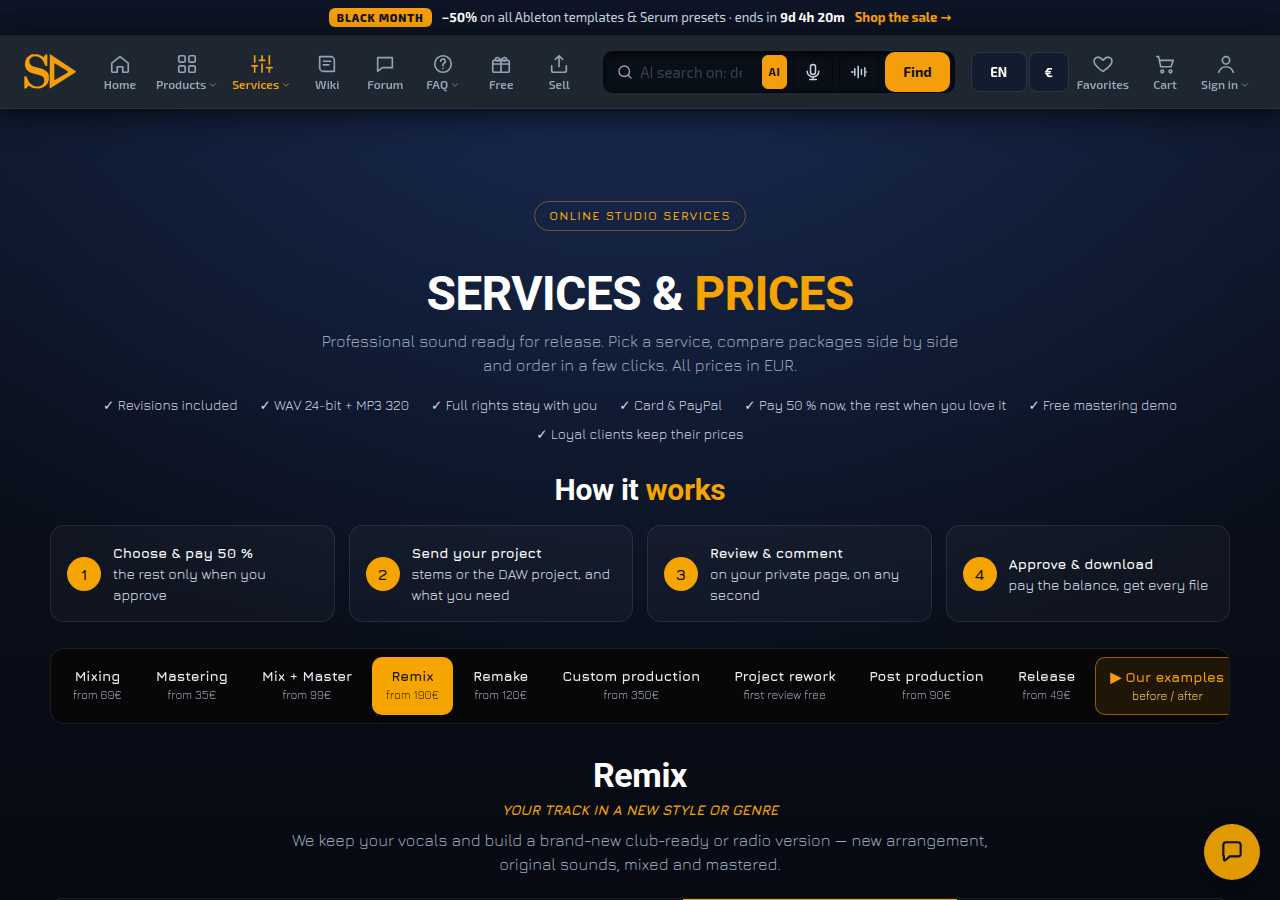 BLACK MONTH −50% on all Ableton templates & Serum presets · ends in 9d 4h 20m Shop the sale →
Home Products Services Wiki Forum FAQ Free Sell AI search on: AI Find EN € Favorites Cart Sign in
ONLINE STUDIO SERVICES
SERVICES & PRICES
Professional sound ready for release. Pick a service, compare packages side by side
and order in a few clicks. All prices in EUR.
✓ Revisions included ✓ WAV 24-bit + MP3 320 ✓ Full rights stay with you ✓ Card & PayPal ✓ Pay 50 % now, the rest when you love it ✓ Free mastering demo
✓ Loyal clients keep their prices
How it works
1 Choose & pay 50 %
the rest only when you
approve
2 Send your project
stems or the DAW project, and
what you need
3 Review & comment
on your private page, on any
second
4 Approve & download
pay the balance, get every file
Mixing Mastering Mix + Master Remix Remake Custom production Project rework Post production Release ▶ Our examples
from 69€ from 35€ from 99€ from 190€ from 120€ from 350€ first review free from 90€ from 49€ before / after
Remix
YOUR TRACK IN A NEW STYLE OR GENRE
We keep your vocals and build a brand-new club-ready or radio version — new arrangement,
original sounds, mixed and mastered.